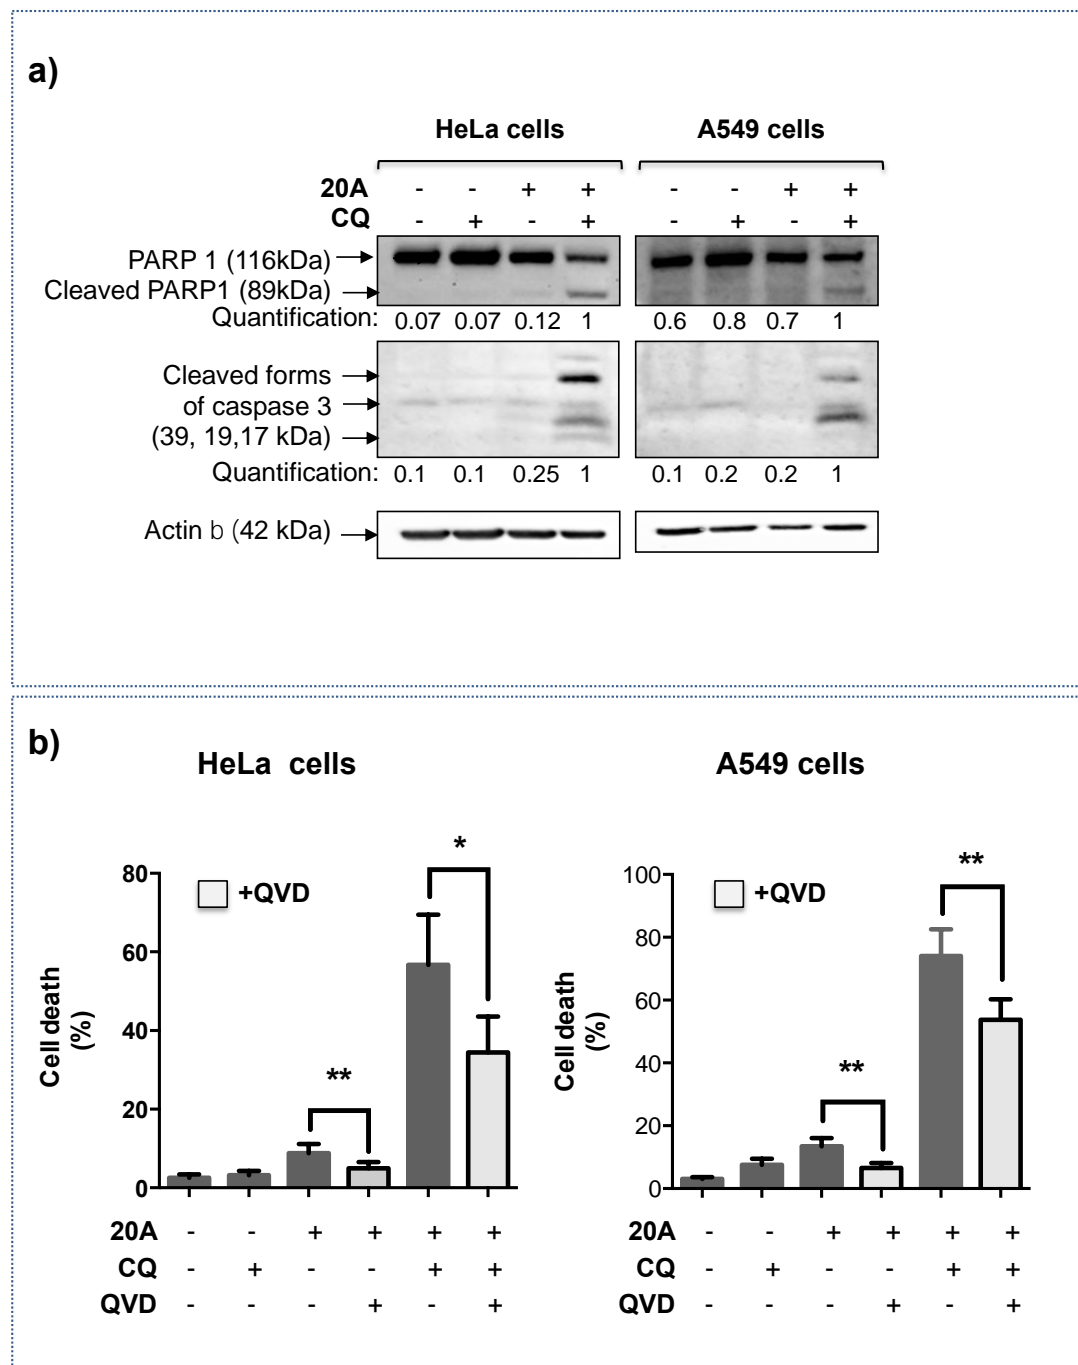 a)
HeLa cells A549 cells
20A - - + + - - + +
CQ - + - + - + - +
PARP 1 (116kDa)
Cleaved PARP1 (89kDa)
Quantification: 0.07 0.07 0.12 1 0.6 0.8 0.7 1
Cleaved forms
of caspase 3
(39, 19,17 kDa)
Quantification: 0.1 0.1 0.25 1 0.1 0.2 0.2 1
Actin b (42 kDa)
b)
HeLa cells
80
60
40
20
0
Cell death
(%)
+QVD
**
*
20A - - + + + +
CQ - + - - + +
QVD - - - + - +
A549 cells
100
80
60
40
20
0
Cell death
(%)
+QVD
**
**
20A - - + + + +
CQ - + - - + +
QVD - - - + - +